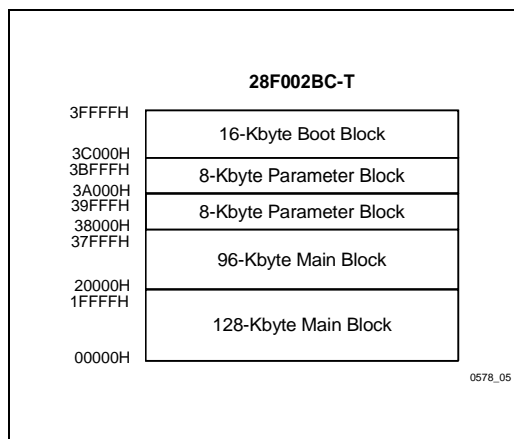 28F002BC-T
3FFFFH
16-Kbyte Boot Block
3C000H
3BFFFH
8-Kbyte Parameter Block
3A000H
39FFFH
8-Kbyte Parameter Block
38000H
37FFFH
96-Kbyte Main Block
20000H
1FFFFH
128-Kbyte Main Block
00000H
0578_05